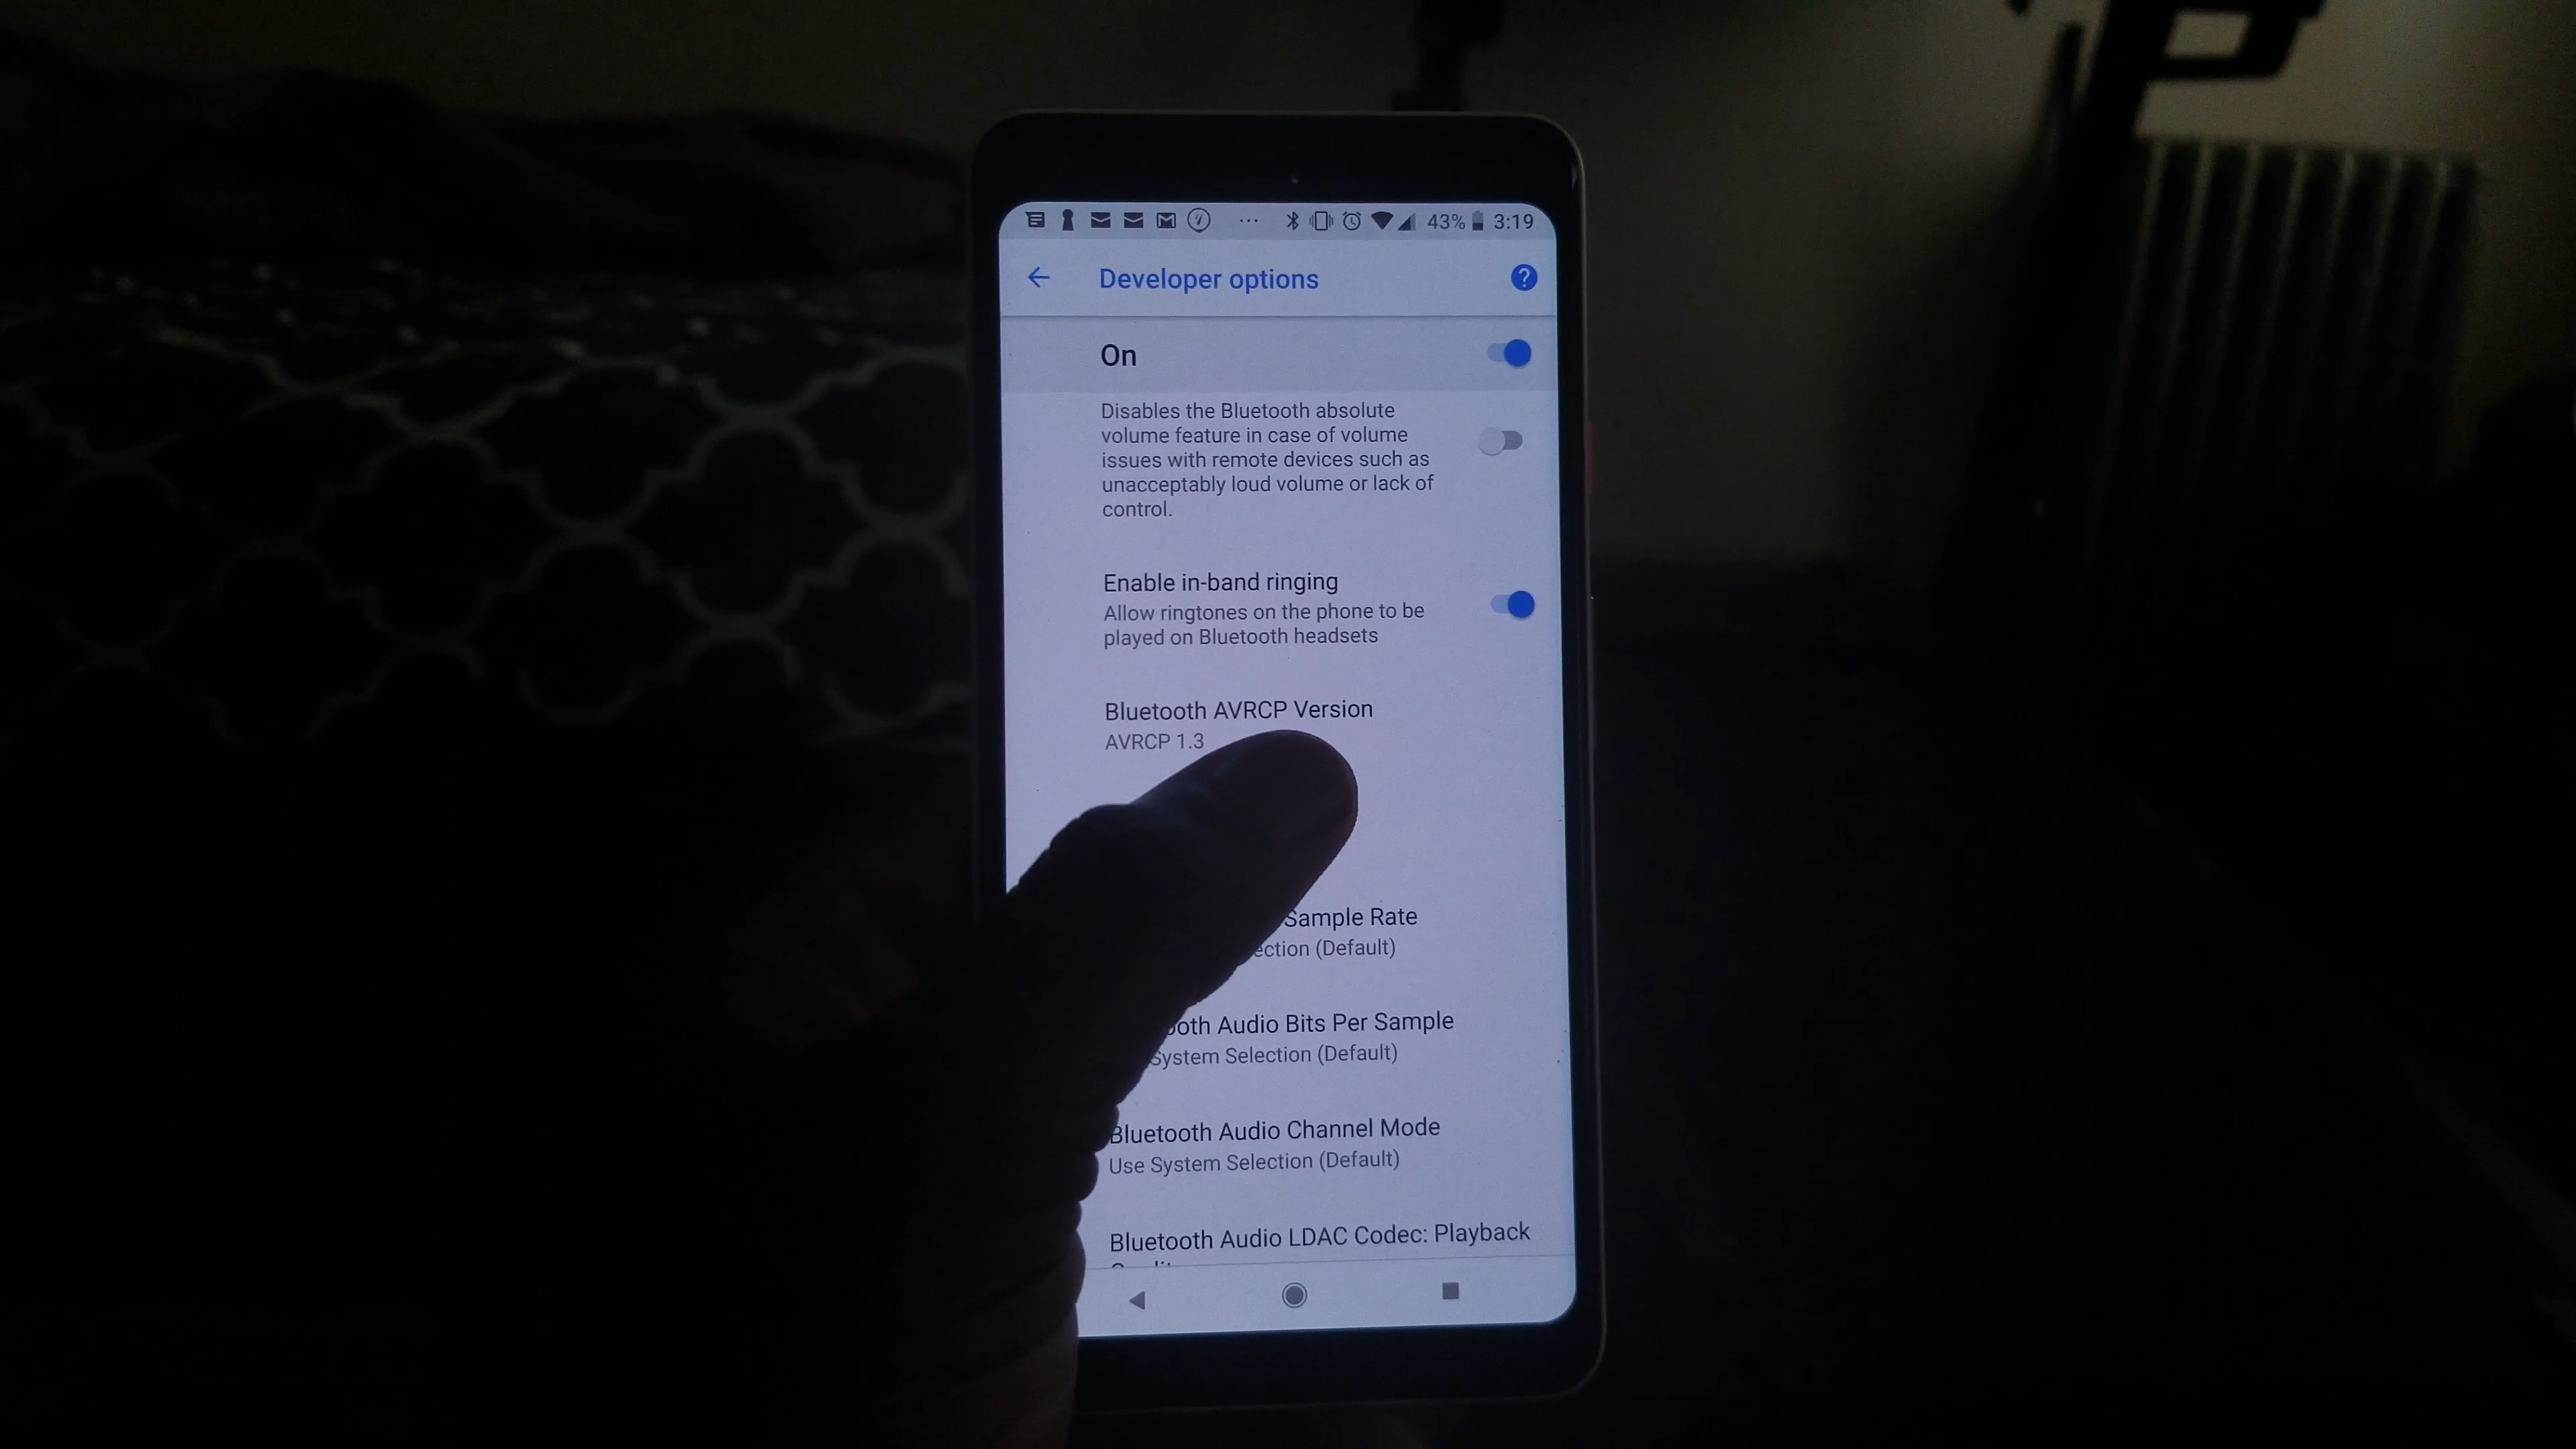 43% 3:19
Developer options
On
Disables the Bluetooth absolute
volume feature in case of volume
issues with remote devices such as
unacceptably loud volume or lack of
control.
Enable in-band ringing
Allow ringtones on the phone to be
played on Bluetooth headsets
Bluetooth AVRCP Version
AVRCP 1.3
Sample Rate
(Default)
Audio Bits Per Sample
System Selection (Default)
Bluetooth Audio Channel Mode
Use System Selection (Default)
Bluetooth Audio LDAC Codec: Playback